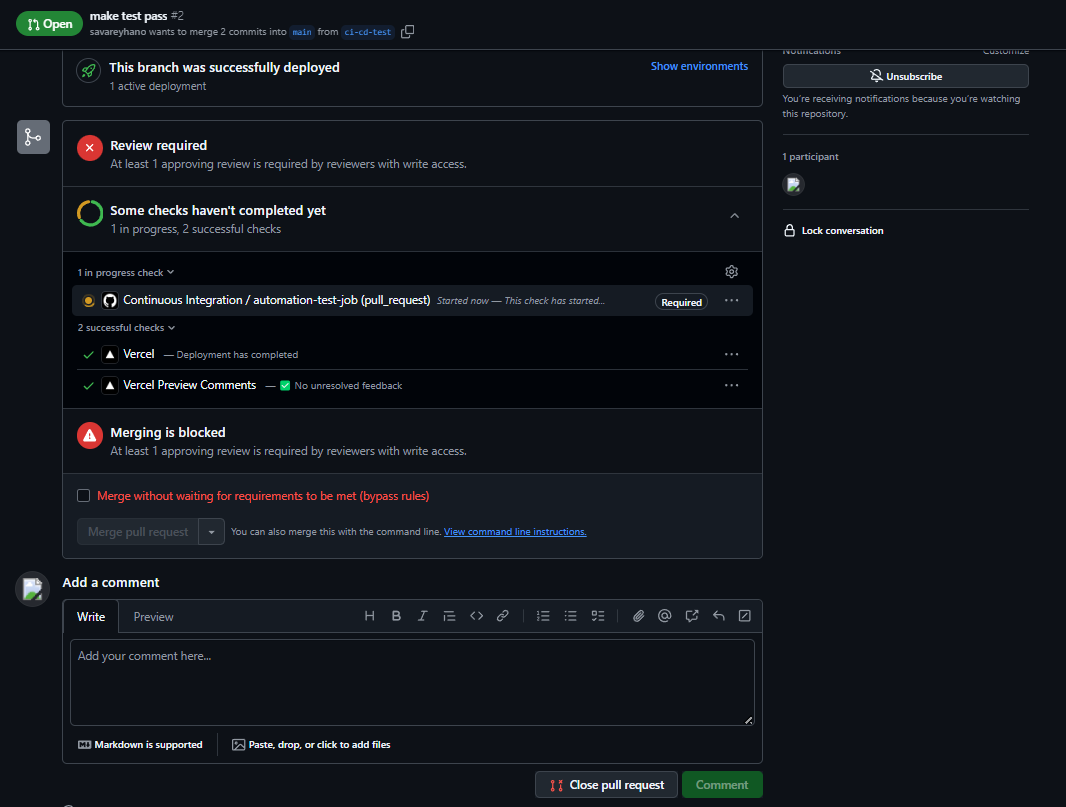 Open
make test pass #2
savareyhano wants to merge 2 commits into main from ci-cd-test
This branch was successfully deployed
Show environments
1 active deployment
Review required
At least 1 approving review is required by reviewers with write access.
Some checks haven't completed yet
1 in progress, 2 successful checks
1 in progress check
Continuous Integration / automation-test-job (pull_request) Started now — This check has started... Required
2 successful checks
Vercel — Deployment has completed
Vercel Preview Comments — ✅ No unresolved feedback
Merging is blocked
At least 1 approving review is required by reviewers with write access.
Merge without waiting for requirements to be met (bypass rules)
Merge pull request
You can also merge this with the command line. View command line instructions.
Add a comment
Write Preview
Add your comment here...
Markdown is supported
Paste, drop, or click to add files
Close pull request Comment
Notifications Customize
Unsubscribe
You're receiving notifications because you're watching
this repository.
1 participant
Lock conversation